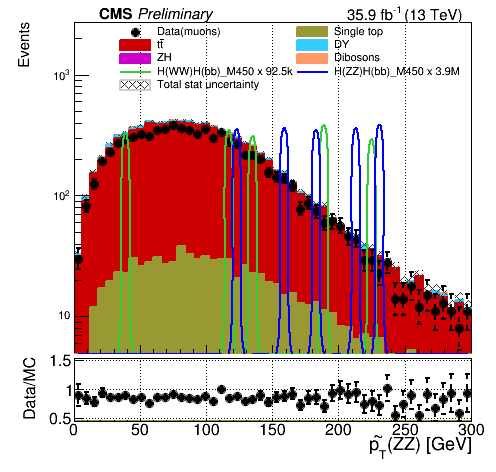 CMS Preliminary 35.9 fb⁻¹ (13 TeV)
Data(muons) Single top
tt̄ DY
ZH Dibosons
H(WW)H(bb)_M450 x 92.5k H(ZZ)H(bb)_M450 x 3.9M
Total stat uncertainty
Events
10³
10²
10
Data/MC
1.5
1
0.5
0 50 100 150 200 250 300
p̃_T(ZZ) [GeV]